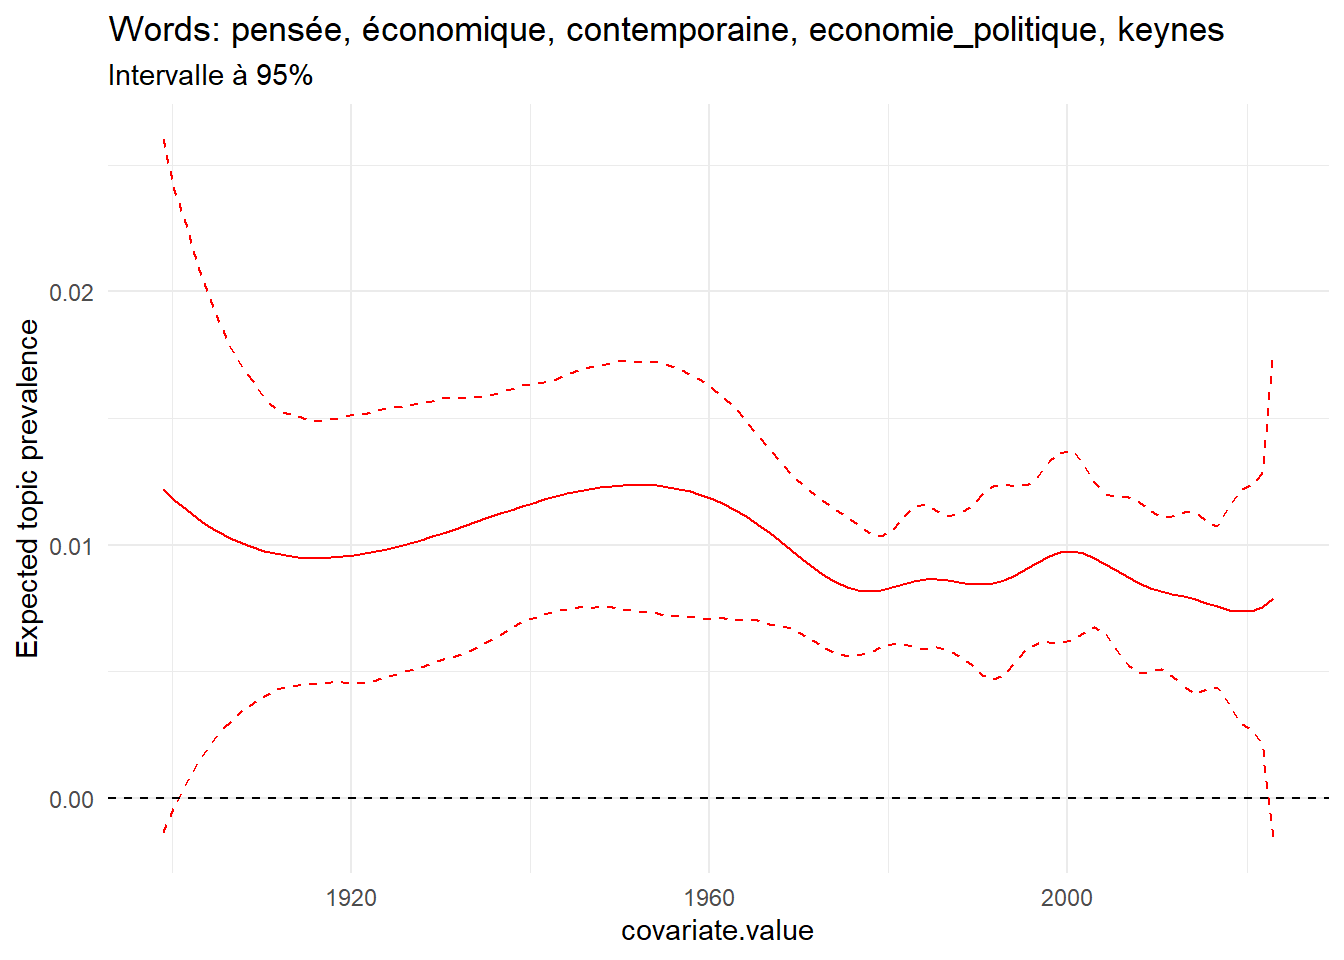 Words: pensée, économique, contemporaine, economie_politique, keynes
Intervalle à 95%
Expected topic prevalence
0.02
0.01
0.00
1920
1960
2000
covariate.value